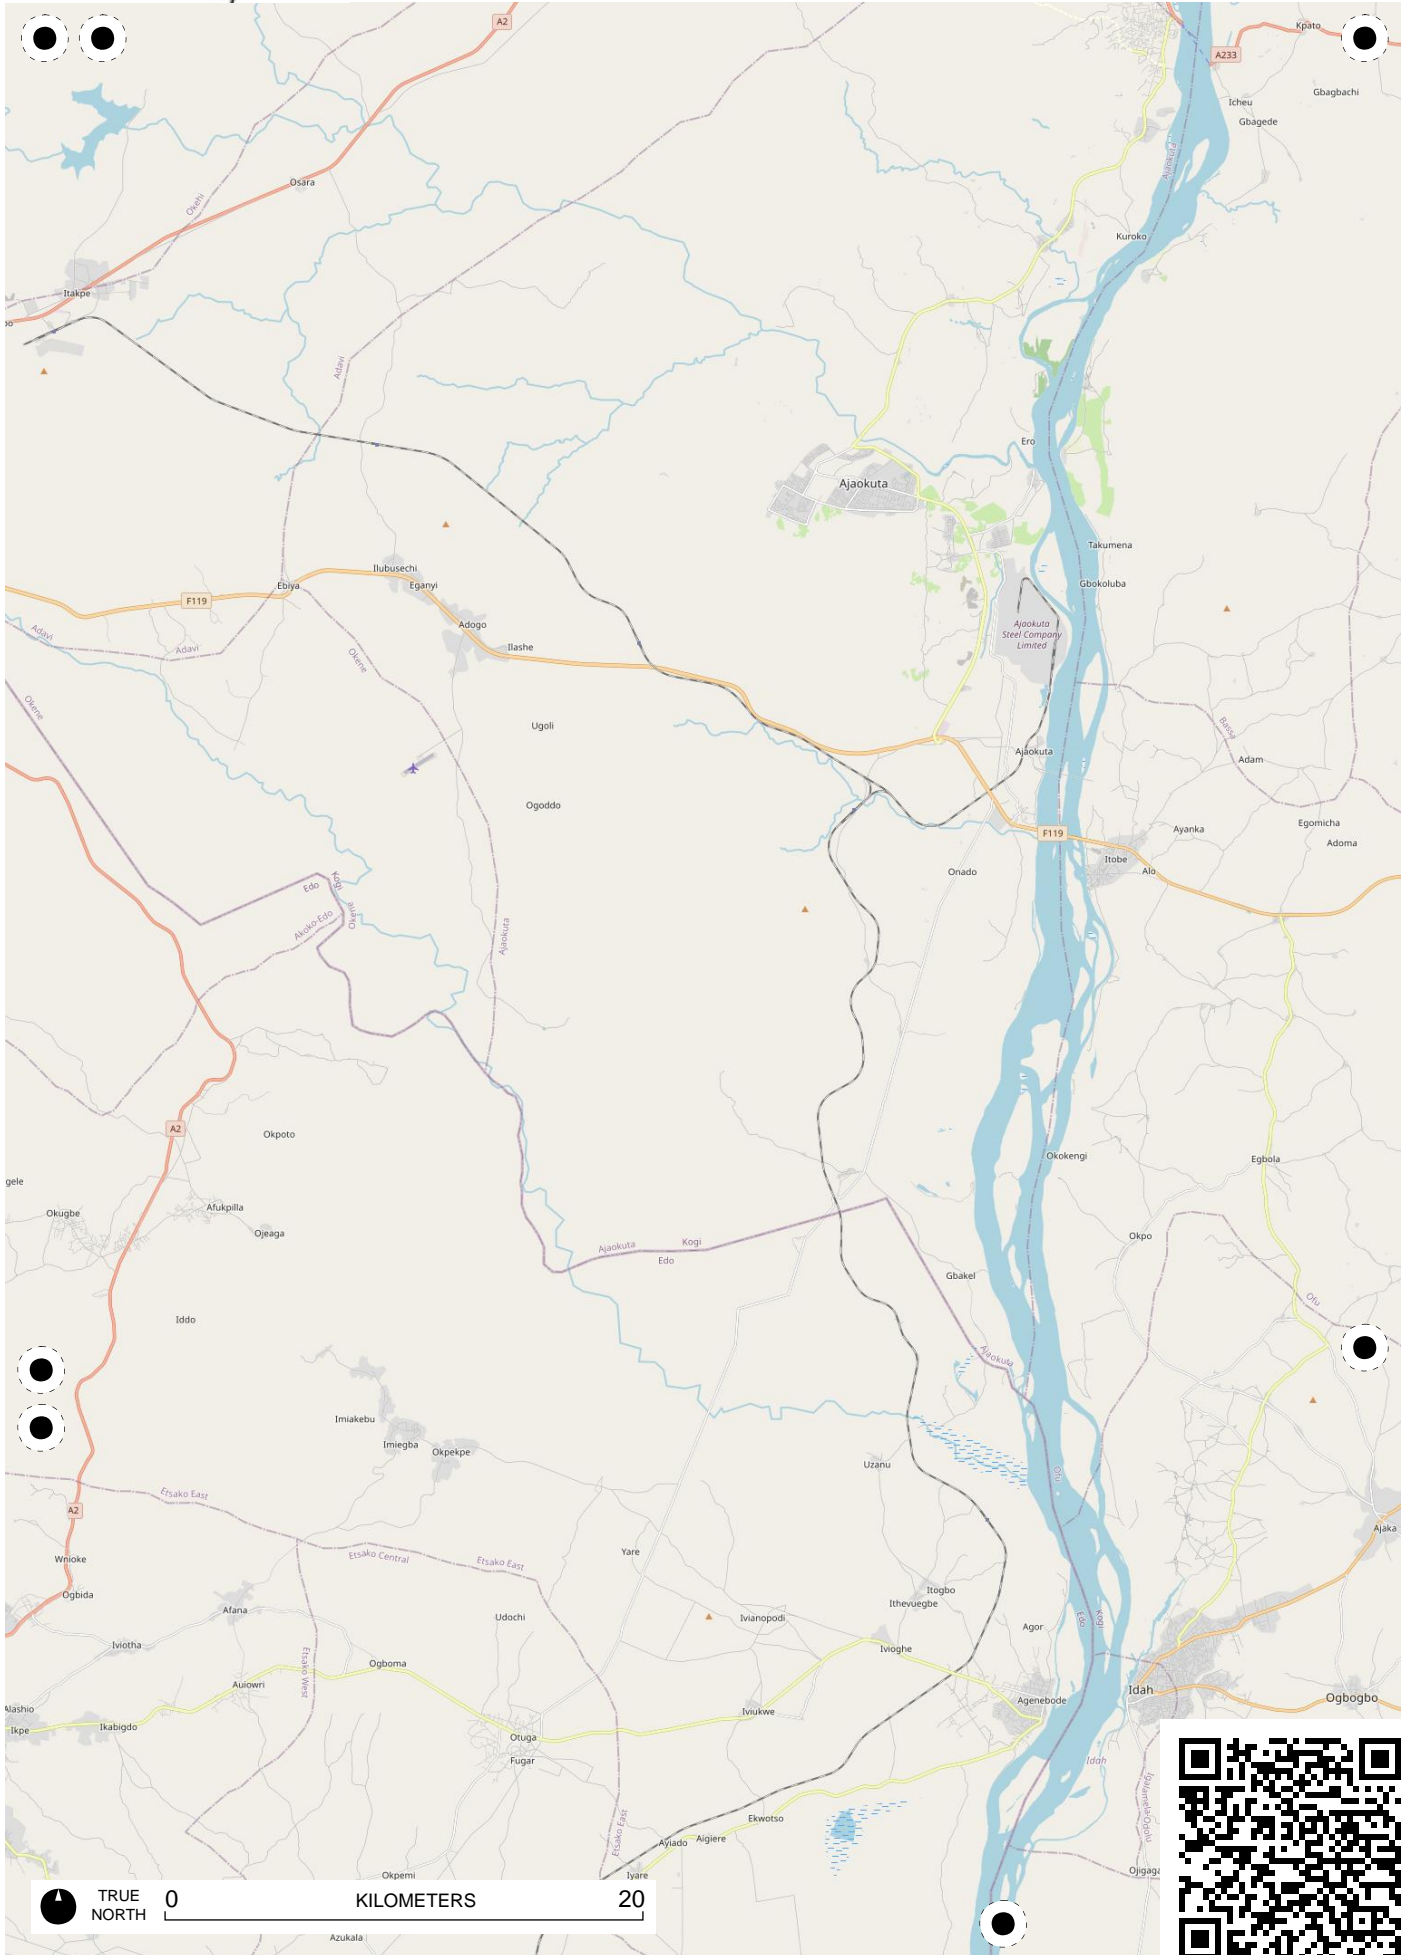 A2
Kpato
A233
Gbagbachi
Icheu
Gbagede
Ajaokuta
Osara
Okehi
Kuroko
Itakpe
Adavi
Ero
Ajaokuta
Takumena
Ilubusechi
Gbokoluba
Ebiya
Eganyi
F119
Adogo
Ajaokuta
Steel Company
Limited
Adavi
Adavi
Ilashe
Okene
Okene
Ugoli
Bassa
Ajaokuta
Adam
Ogoddo
Egomicha
Ayanka
F119
Adoma
Itobe
Alo
Onado
Kogi
Edo
Okene
Akoko-Edo
Ajaokuta
A2
Okpoto
Okokengi
Egbola
gele
Afukpilla
Okugbe
Ojeaga
Okpo
Kogi
Ajaokuta
Edo
Gbakel
Ofu
Iddo
Ajaokuta
Imiakebu
Imiegba
Okpekpe
Uzanu
Ofu
Etsako East
A2
Ajaka
Yare
Etsako Central
Etsako East
Wnioke
Itogbo
Ogbida
Ithevuegbe
Afana
Udochi
Ivianopodi
Edo
Kogi
Agor
Iviotha
Ivioghe
Ogboma
Etsako West
Auiowri
Idah
Ogbogbo
Agenebode
Alashio
Iviukwe
Ikabigdo
Ikpe
Otuga
Fugar
Idah
Igalamela-Odolu
Ekwotso
Etsako East
Aigiere
Ayiado
Ojigaga
Okpemi
Iyare
TRUE
NORTH
0 KILOMETERS 20
Azukala